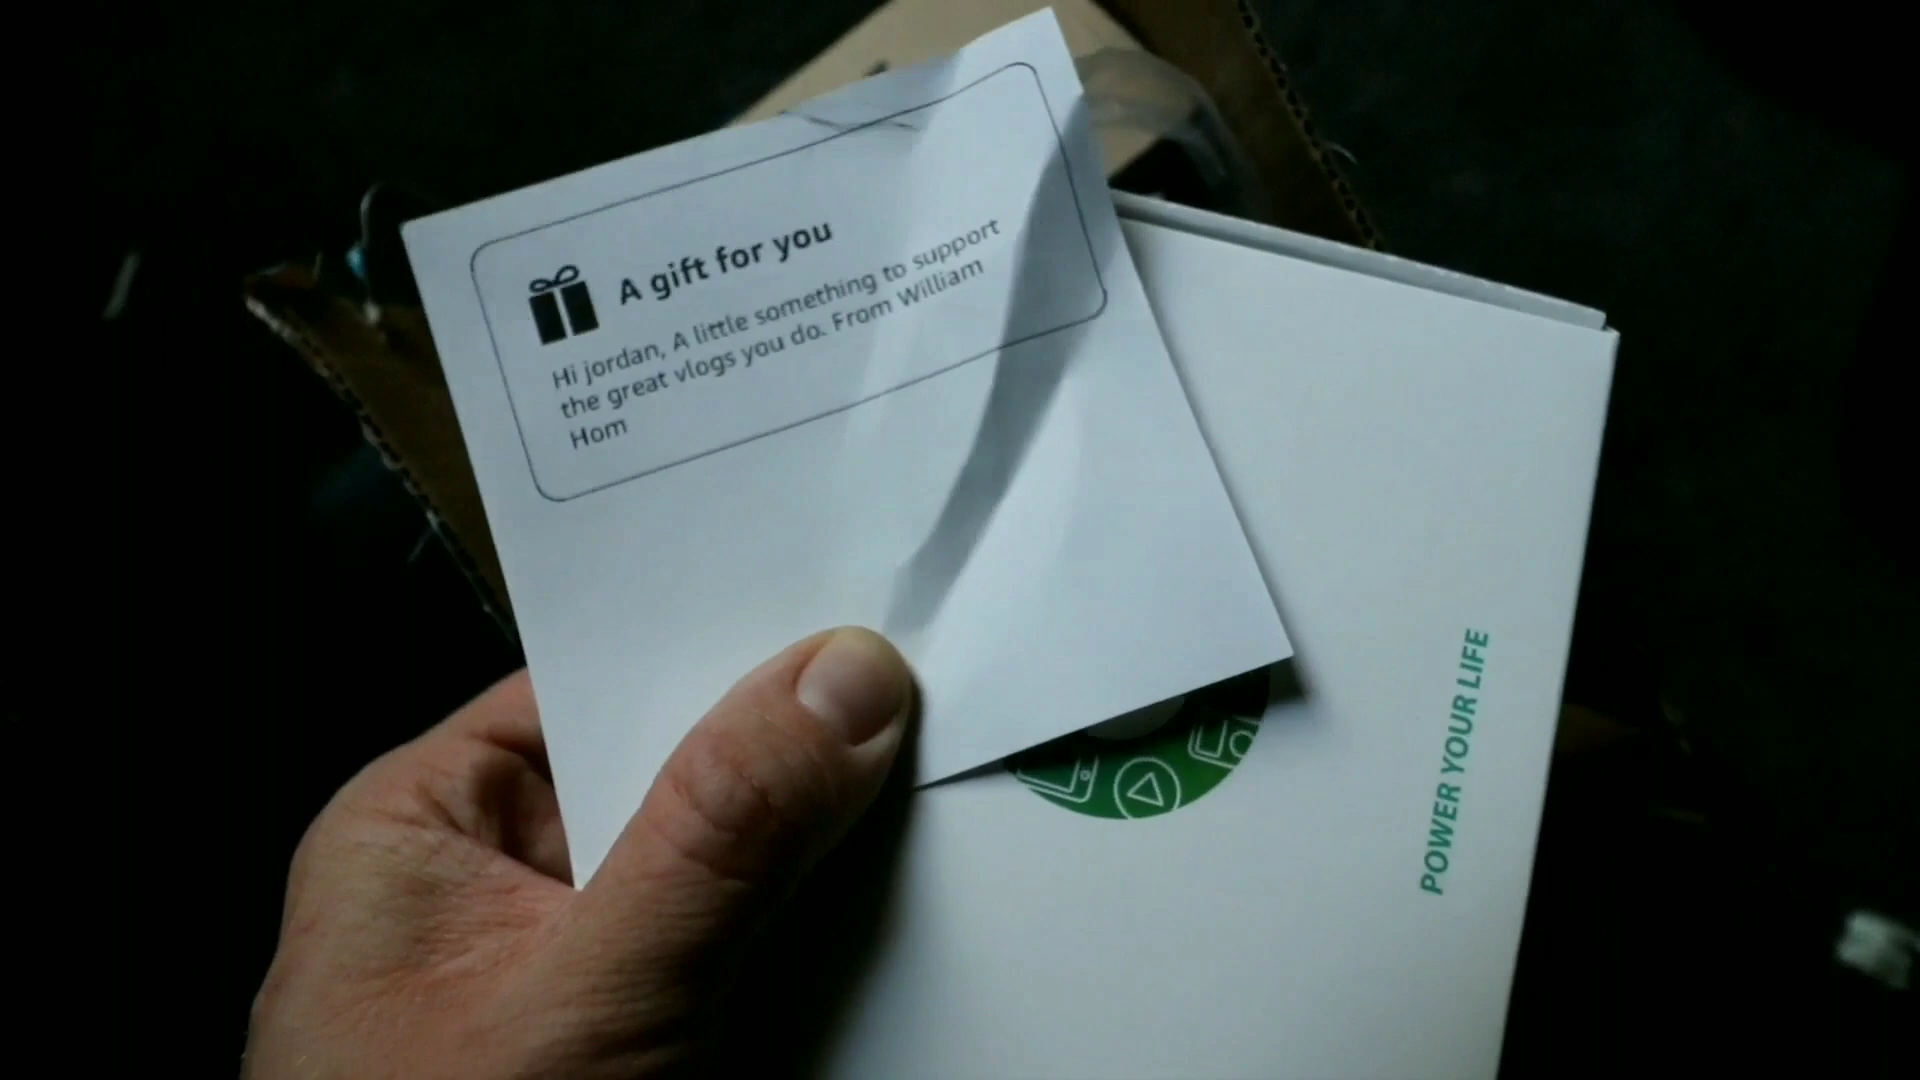 A gift for you
Hi jordan, A little something to support
the great vlogs you do. From William
Hom
POWER YOUR LIFE